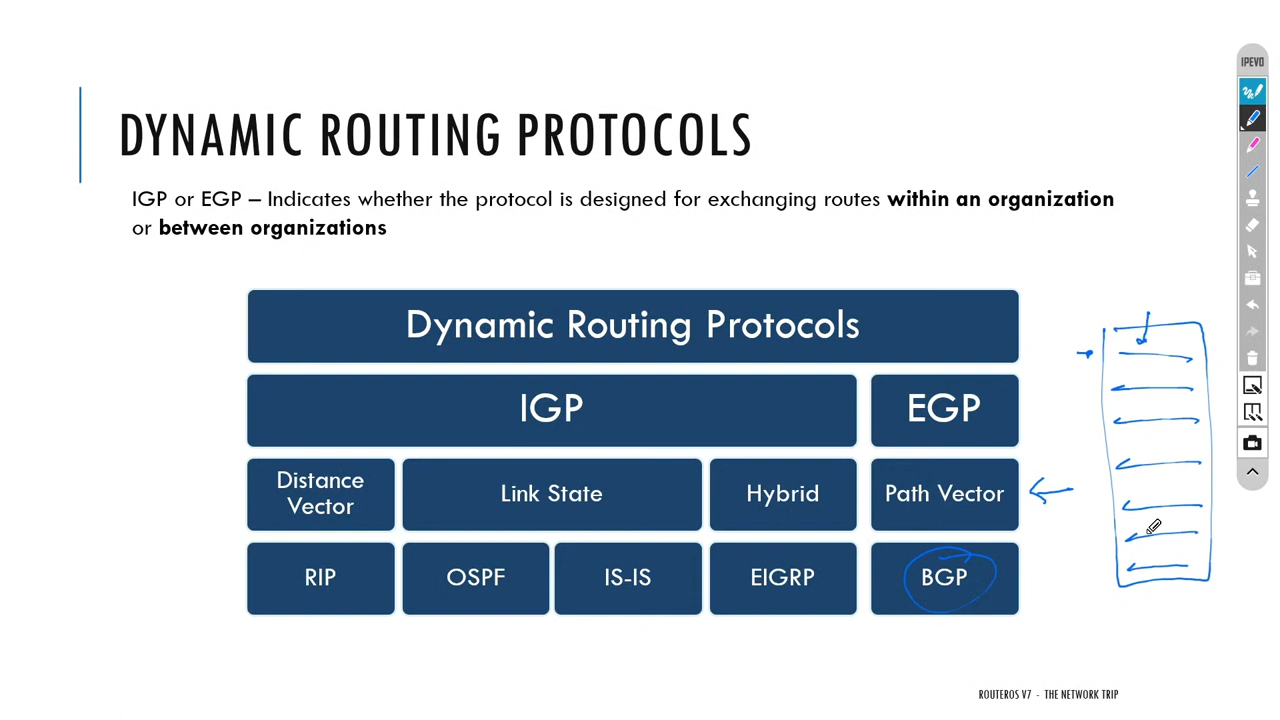 DYNAMIC ROUTING PROTOCOLS
IGP or EGP – Indicates whether the protocol is designed for exchanging routes within an organization
or between organizations
Dynamic Routing Protocols
IGP
EGP
Distance
Vector
Link State
Hybrid
Path Vector
RIP
OSPF
IS-IS
EIGRP
BGP
ROUTEROS V7 - THE NETWORK TRIP
IPEVO